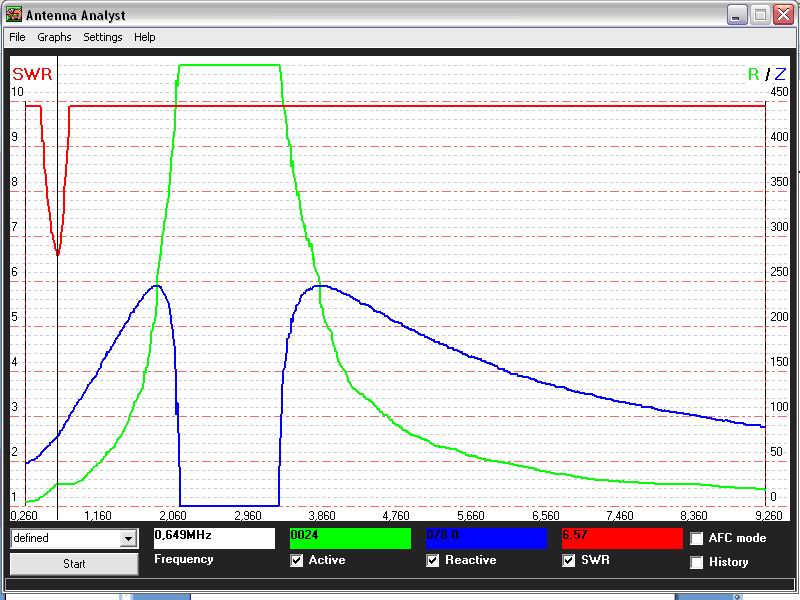 Antenna Analyst
File Graphs Settings Help
SWR R / Z
10 450
9 400
8 350
7 300
6 250
5 200
4 150
3 100
2 50
1 0
0,260 1,160 2,060 2,960 3,860 4,760 5,660 6,560 7,460 8,360 9,260
defined 0,649MHz 0024 078.0 6.57 AFC mode
Start Frequency Active Reactive SWR History